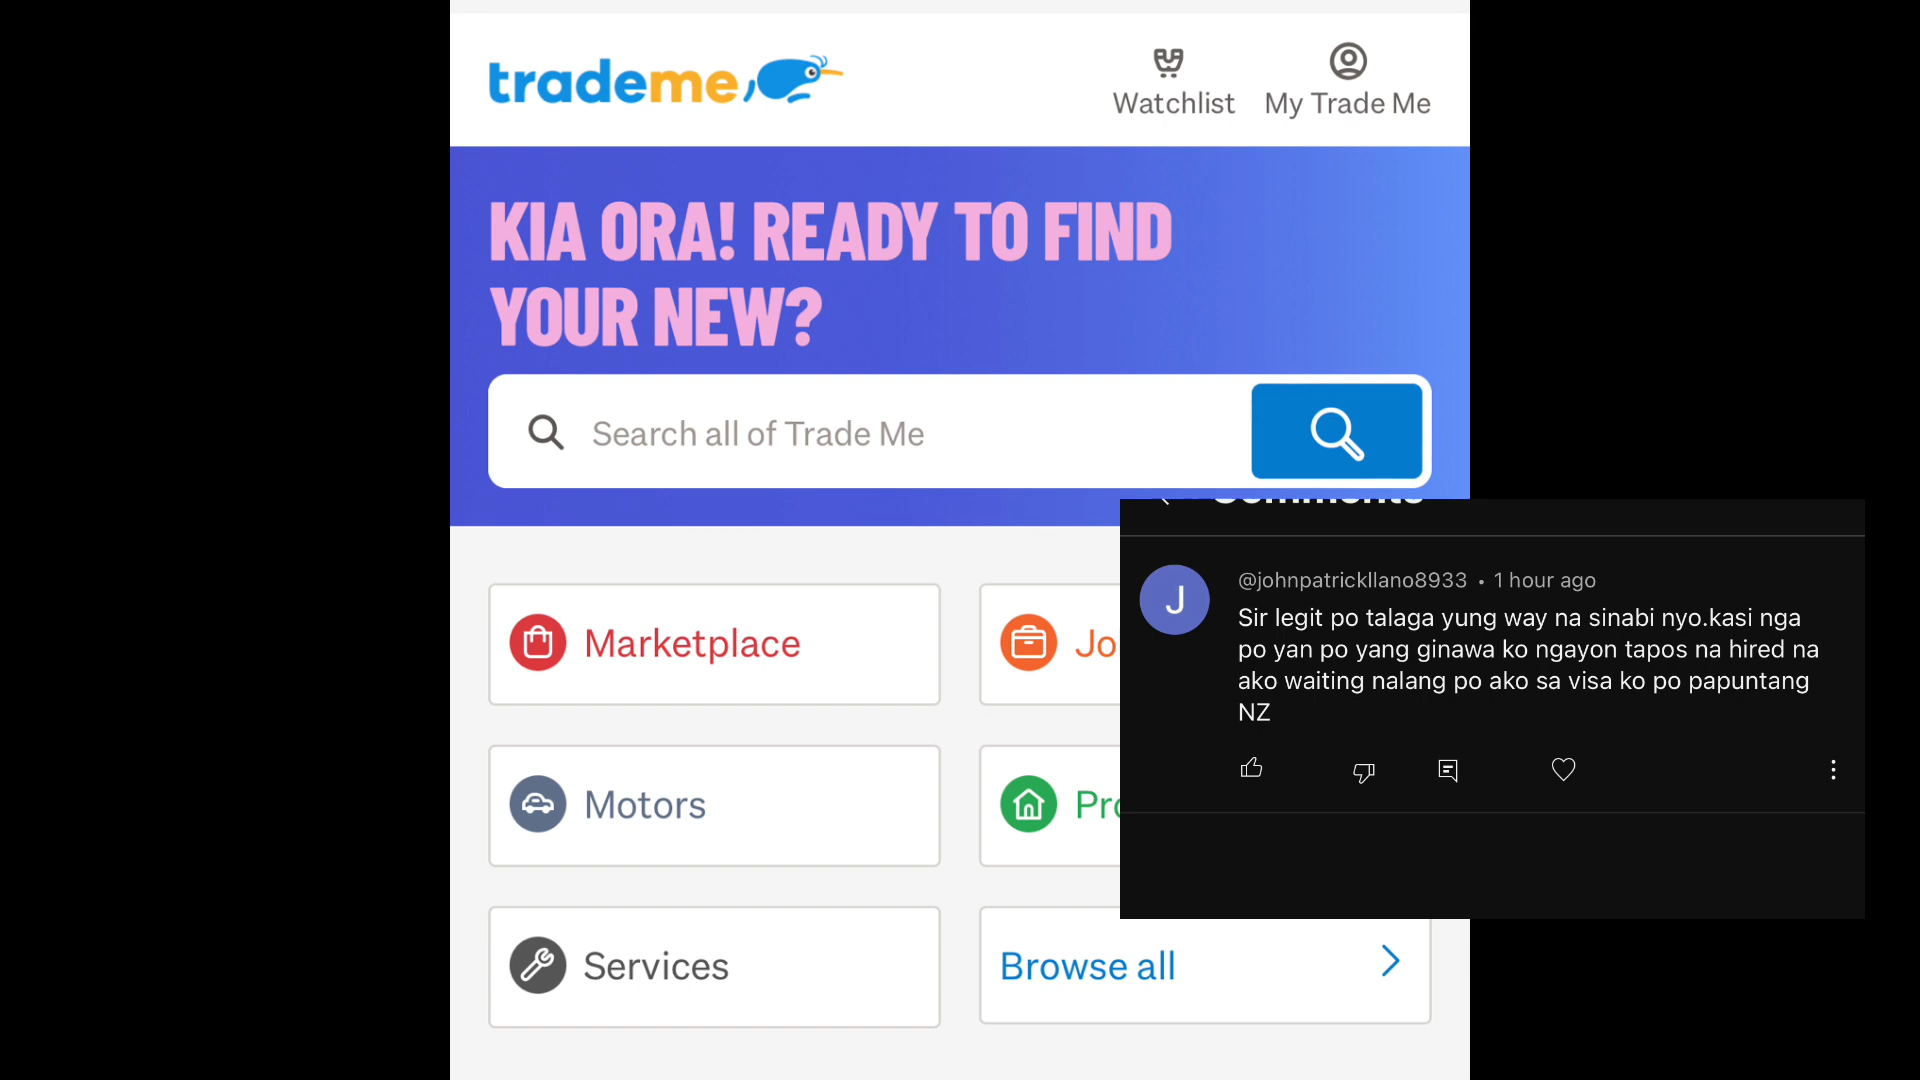 trademe
Watchlist
My Trade Me
KIA ORA! READY TO FIND
YOUR NEW?
Search all of Trade Me
Marketplace
Motors
Services
Browse all
@johnpatrickllano8933 • 1 hour ago
J
Sir legit po talaga yung way na sinabi nyo.kasi nga
po yan po yang ginawa ko ngayon tapos na hired na
ako waiting nalang po ako sa visa ko po papuntang
NZ